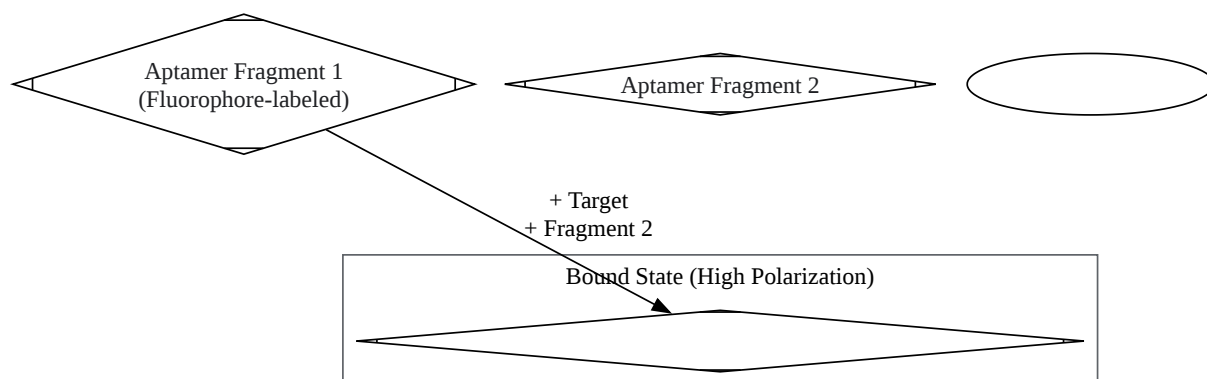 Aptamer Fragment 1
(Fluorophore-labeled)
Aptamer Fragment 2
+ Target
+ Fragment 2
Bound State (High Polarization)